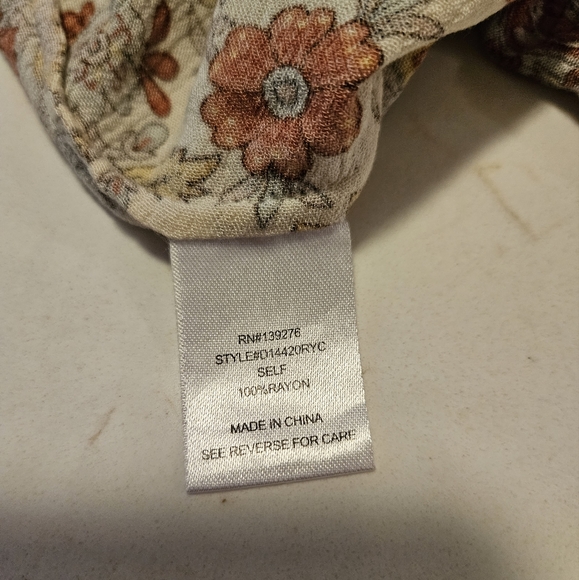 RN#139276
STYLE#D14420RYC
SELF
100%RAYON
MADE IN CHINA
SEE REVERSE FOR CARE